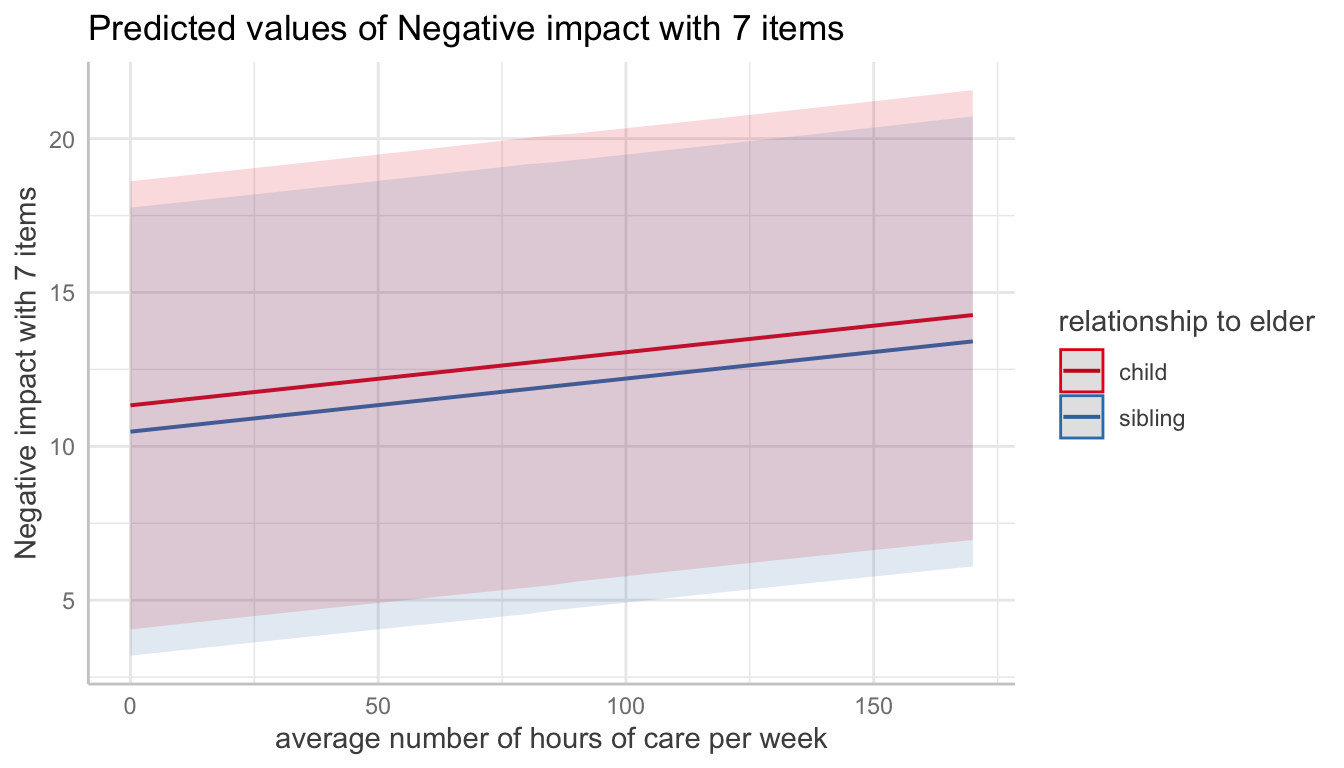 Predicted values of Negative impact with 7 items
Negative impact with 7 items
20
15
10
5
0
50
100
150
average number of hours of care per week
relationship to elder
child
sibling